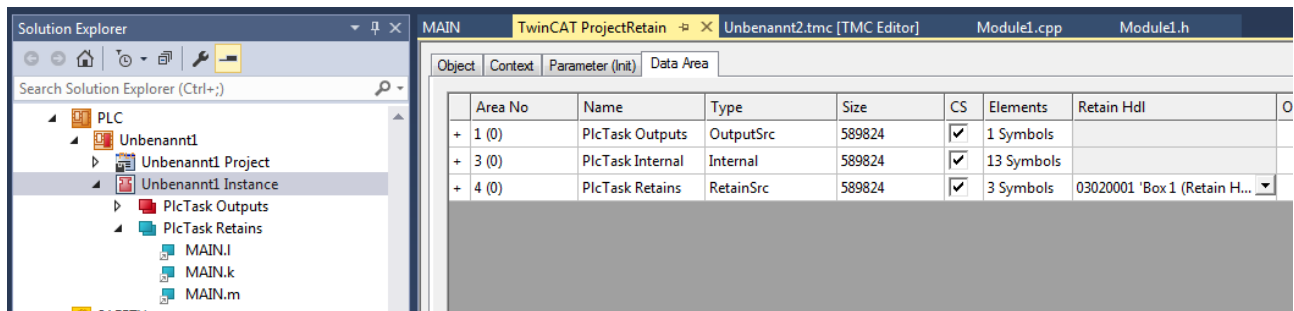 Solution Explorer
MAIN TwinCAT ProjectRetain Unbenannt2.tmc [TMC Editor] Module1.cpp Module1.h
Object Context Parameter (Init) Data Area
Search Solution Explorer (Ctrl+;)
PLC
Unbenannt1
Unbenannt1 Project
Unbenannt1 Instance
PlcTask Outputs
PlcTask Retains
MAIN.l
MAIN.k
MAIN.m
Area No Name Type Size CS Elements Retain Hdl
+ 1 (0) PlcTask Outputs OutputSrc 589824 1 Symbols
+ 3 (0) PlcTask Internal Internal 589824 13 Symbols
+ 4 (0) PlcTask Retains RetainSrc 589824 3 Symbols 03020001 'Box 1 (Retain H...